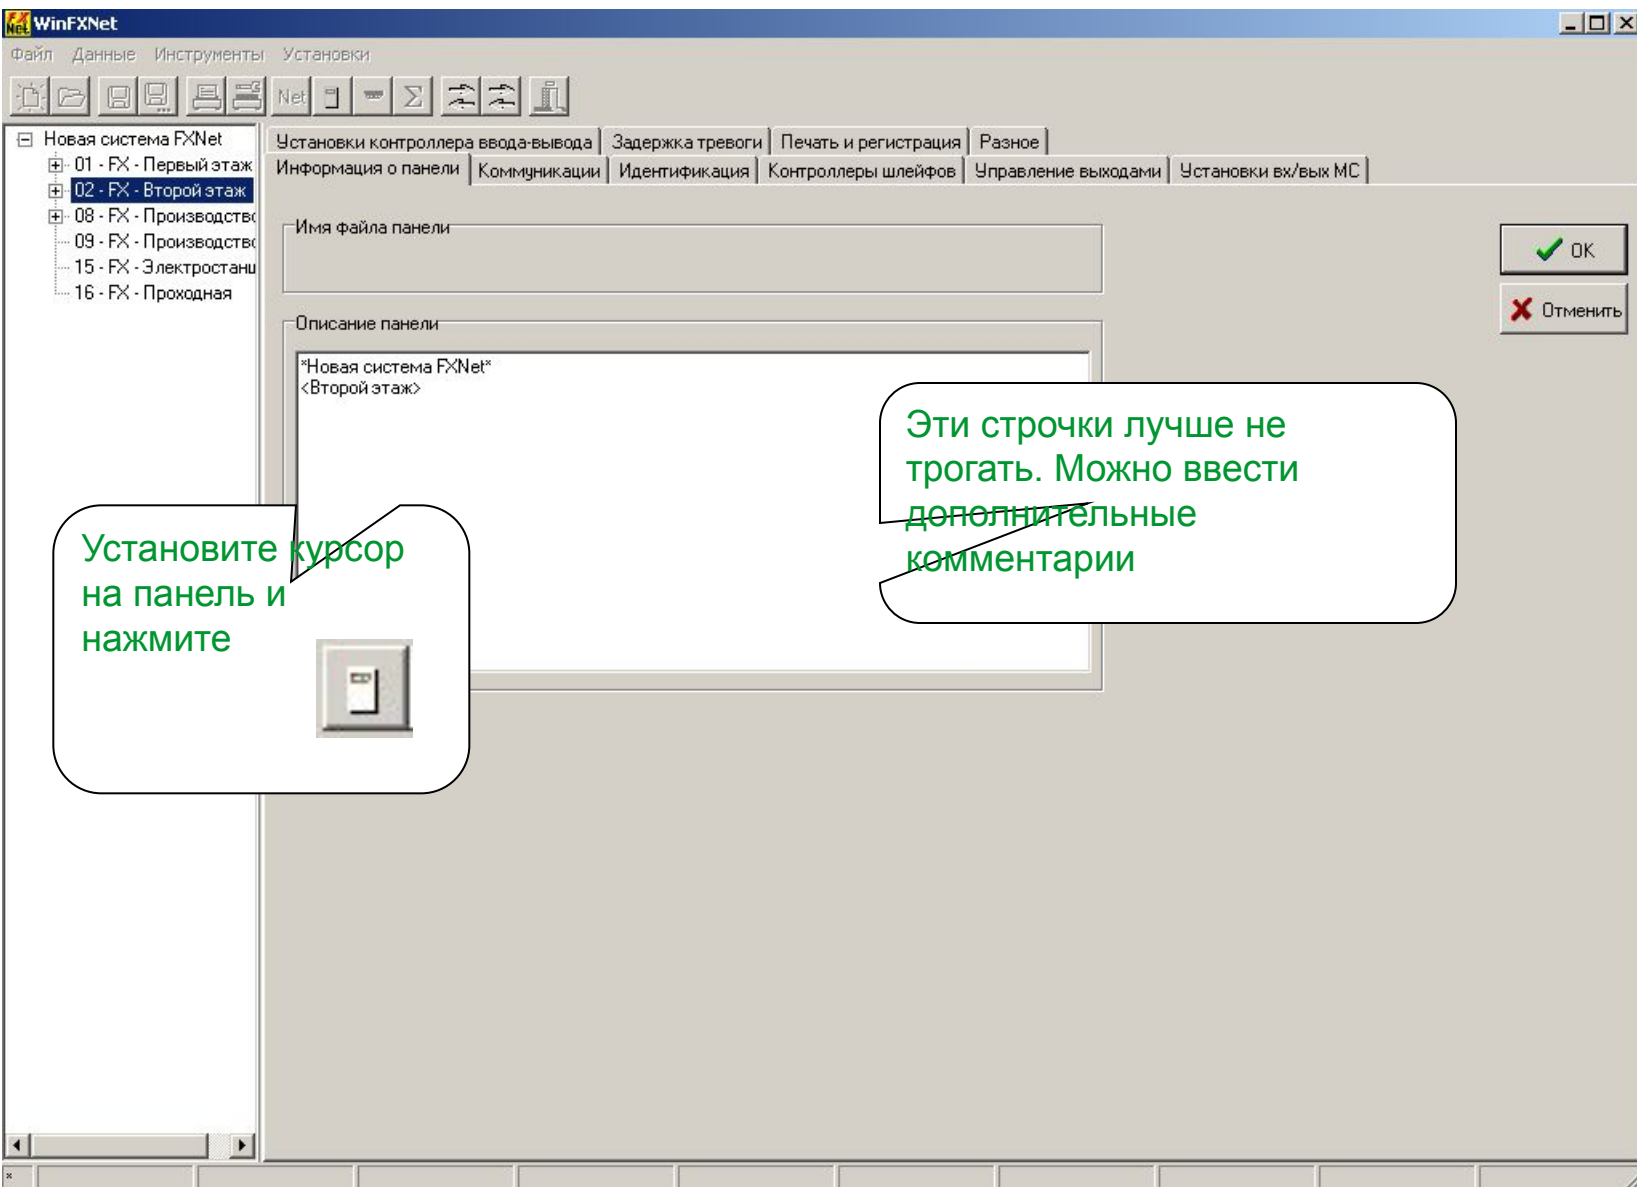 WinFXNet
Файл Данные Инструменты Установки
Net
Новая система FXNet
01 - FX - Первый этаж
02 - FX - Второй этаж
08 - FX - Производство
09 - FX - Производство
15 - FX - Электростанц
16 - FX - Проходная
Установки контроллера ввода-вывода Задержка тревоги Печать и регистрация Разное
Информация о панели Коммуникации Идентификация Контроллеры шлейфов Управление выходами Установки вх/вых МС
Имя файла панели
OK
Отменить
Описание панели
*Новая система FXNet*
<Второй этаж>
Эти строчки лучше не
трогать. Можно ввести
дополнительные
комментарии
Установите курсор
на панель и
нажмите